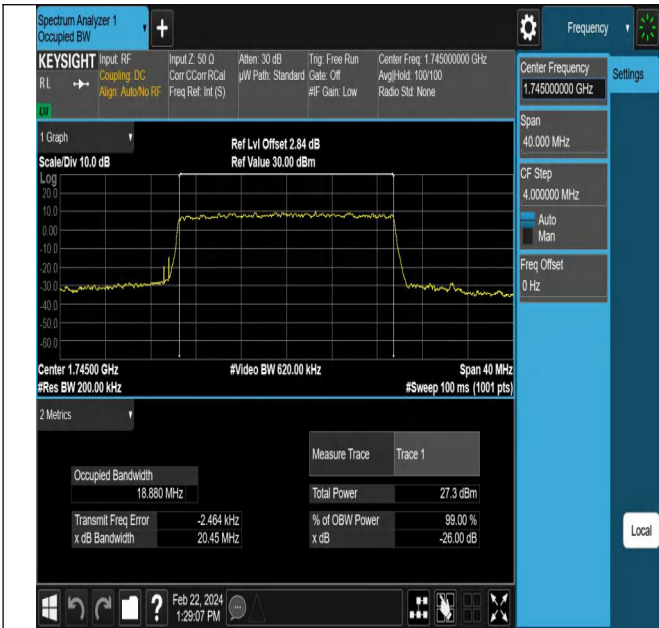 Spectrum Analyzer 1
Occupied BW
Frequency
KEYSIGHT
Input: RF
Input Z: 50 Ω
Atten: 30 dB
Trig: Free Run
Center Freq: 1.745000000 GHz
RL
Coupling: DC
Corr CCorr RCal
µW Path: Standard
Gate: Off
Avg|Hold: 100/100
Align: Auto/No RF
Freq Ref: Int (S)
#IF Gain: Low
Radio Std: None
LXI
Center Frequency
1.745000000 GHz
Settings
Span
40.000 MHz
CF Step
4.000000 MHz
Auto
Man
Freq Offset
0 Hz
Local
1 Graph
Ref Lvl Offset 2.84 dB
Scale/Div 10.0 dB
Ref Value 30.00 dBm
Log
20.0
10.0
0.00
-10.0
-20.0
-30.0
-40.0
-50.0
-60.0
Center 1.74500 GHz
#Video BW 620.00 kHz
Span 40 MHz
#Res BW 200.00 kHz
#Sweep 100 ms (1001 pts)
2 Metrics
Measure Trace
Trace 1
Occupied Bandwidth
18.880 MHz
Total Power
27.3 dBm
Transmit Freq Error
-2.464 kHz
% of OBW Power
99.00 %
x dB Bandwidth
20.45 MHz
x dB
-26.00 dB
?
Feb 22, 2024
1:29:07 PM